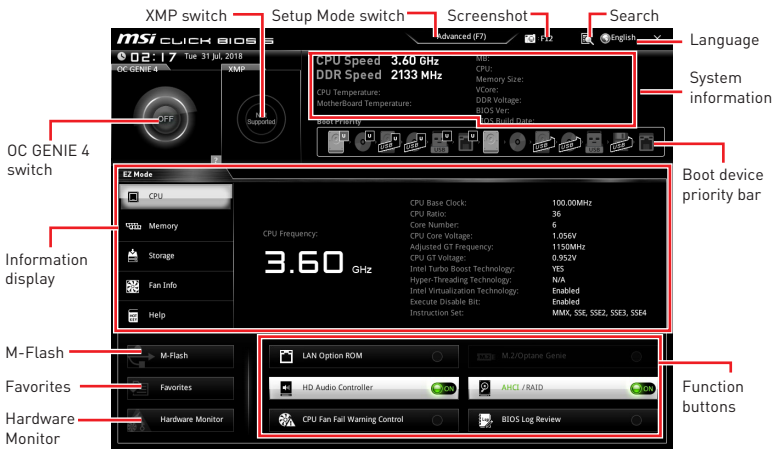 XMP switch
Setup Mode switch
Screenshot
Search
msi CLICK BIOS 5
Advanced (F7)
F12
English
Language
02:17 Tue 31 Jul, 2018
OC GENIE 4
XMP
OFF
Not Supported
CPU Speed 3.60 GHz
DDR Speed 2133 MHz
CPU Temperature:
MotherBoard Temperature:
MB:
CPU:
Memory Size:
VCore:
DDR Voltage:
BIOS Ver:
BIOS Build Date:
System information
Boot Priority
U U U U U U
USB USB USB USB USB USB
OC GENIE 4 switch
Boot device priority bar
?
EZ Mode
CPU
Memory
Storage
Fan Info
Help
Information display
CPU Frequency:
3.60 GHz
CPU Base Clock: 100.00MHz
CPU Ratio: 36
Core Number: 6
CPU Core Voltage: 1.056V
Adjusted GT Frequency: 1150MHz
CPU GT Voltage: 0.952V
Intel Turbo Boost Technology: YES
Hyper-Threading Technology: N/A
Intel Virtualization Technology: Enabled
Execute Disable Bit: Enabled
Instruction Set: MMX, SSE, SSE2, SSE3, SSE4
M-Flash
Favorites
Hardware Monitor
M-Flash
Favorites
Hardware Monitor
LAN Option ROM
M.2/Optane Genie
HD Audio Controller ON
AHCI /RAID ON
CPU Fan Fail Warning Control
BIOS Log Review
Function buttons